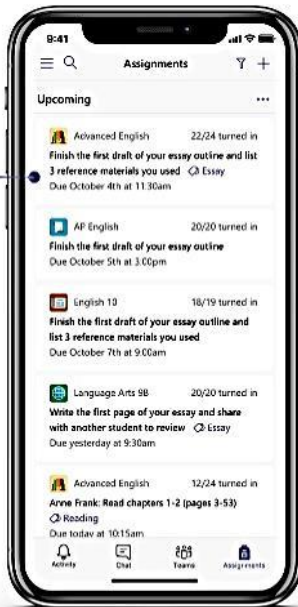 9:41
Assignments
Upcoming
Advanced English 22/24 turned in
Finish the first draft of your essay outline and list
3 reference materials you used Essay
Due October 4th at 11:30am
AP English 20/20 turned in
Finish the first draft of your essay outline
Due October 5th at 3:00pm
English 10 18/19 turned in
Finish the first draft of your essay outline and
list 3 reference materials you used
Due October 7th at 9:00am
Language Arts 9B 20/20 turned in
Write the first page of your essay and share
with another student to review Essay
Due yesterday at 9:30am
Advanced English 12/24 turned in
Anne Frank: Read chapters 1-2 (pages 3-53)
Reading
Due today at 10:15am
Activity Chat Teams Assignments